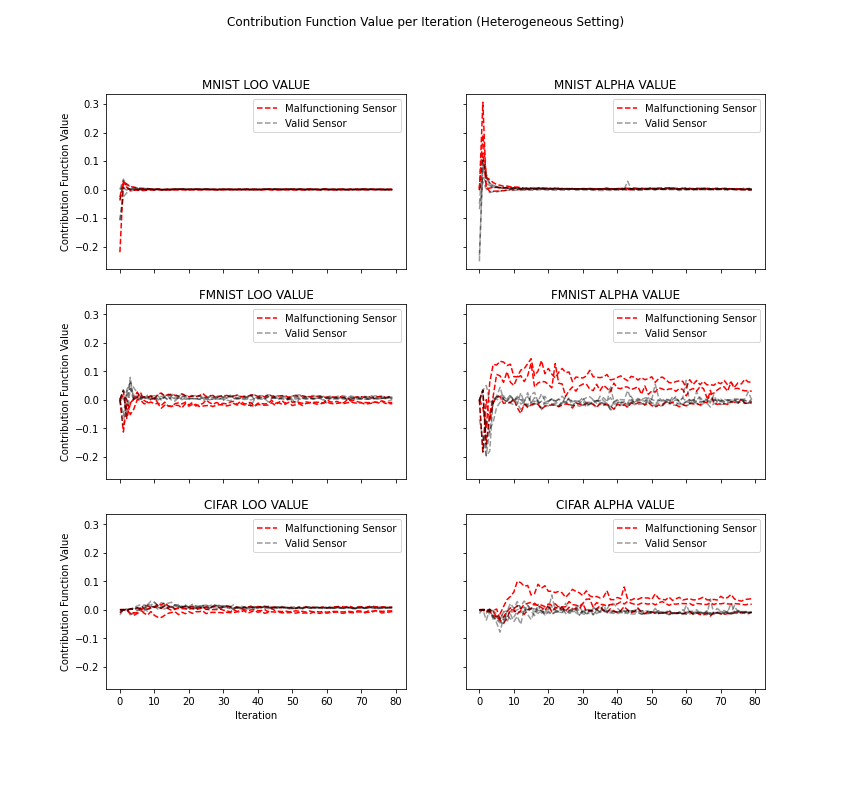 Contribution Function Value per Iteration (Heterogeneous Setting)
MNIST LOO VALUE
Contribution Function Value
0.3
0.2
0.1
0.0
−0.1
−0.2
Malfunctioning Sensor
Valid Sensor
MNIST ALPHA VALUE
Malfunctioning Sensor
Valid Sensor
FMNIST LOO VALUE
Contribution Function Value
0.3
0.2
0.1
0.0
−0.1
−0.2
Malfunctioning Sensor
Valid Sensor
FMNIST ALPHA VALUE
Malfunctioning Sensor
Valid Sensor
CIFAR LOO VALUE
Contribution Function Value
0.3
0.2
0.1
0.0
−0.1
−0.2
Malfunctioning Sensor
Valid Sensor
0 10 20 30 40 50 60 70 80
Iteration
CIFAR ALPHA VALUE
Malfunctioning Sensor
Valid Sensor
0 10 20 30 40 50 60 70 80
Iteration